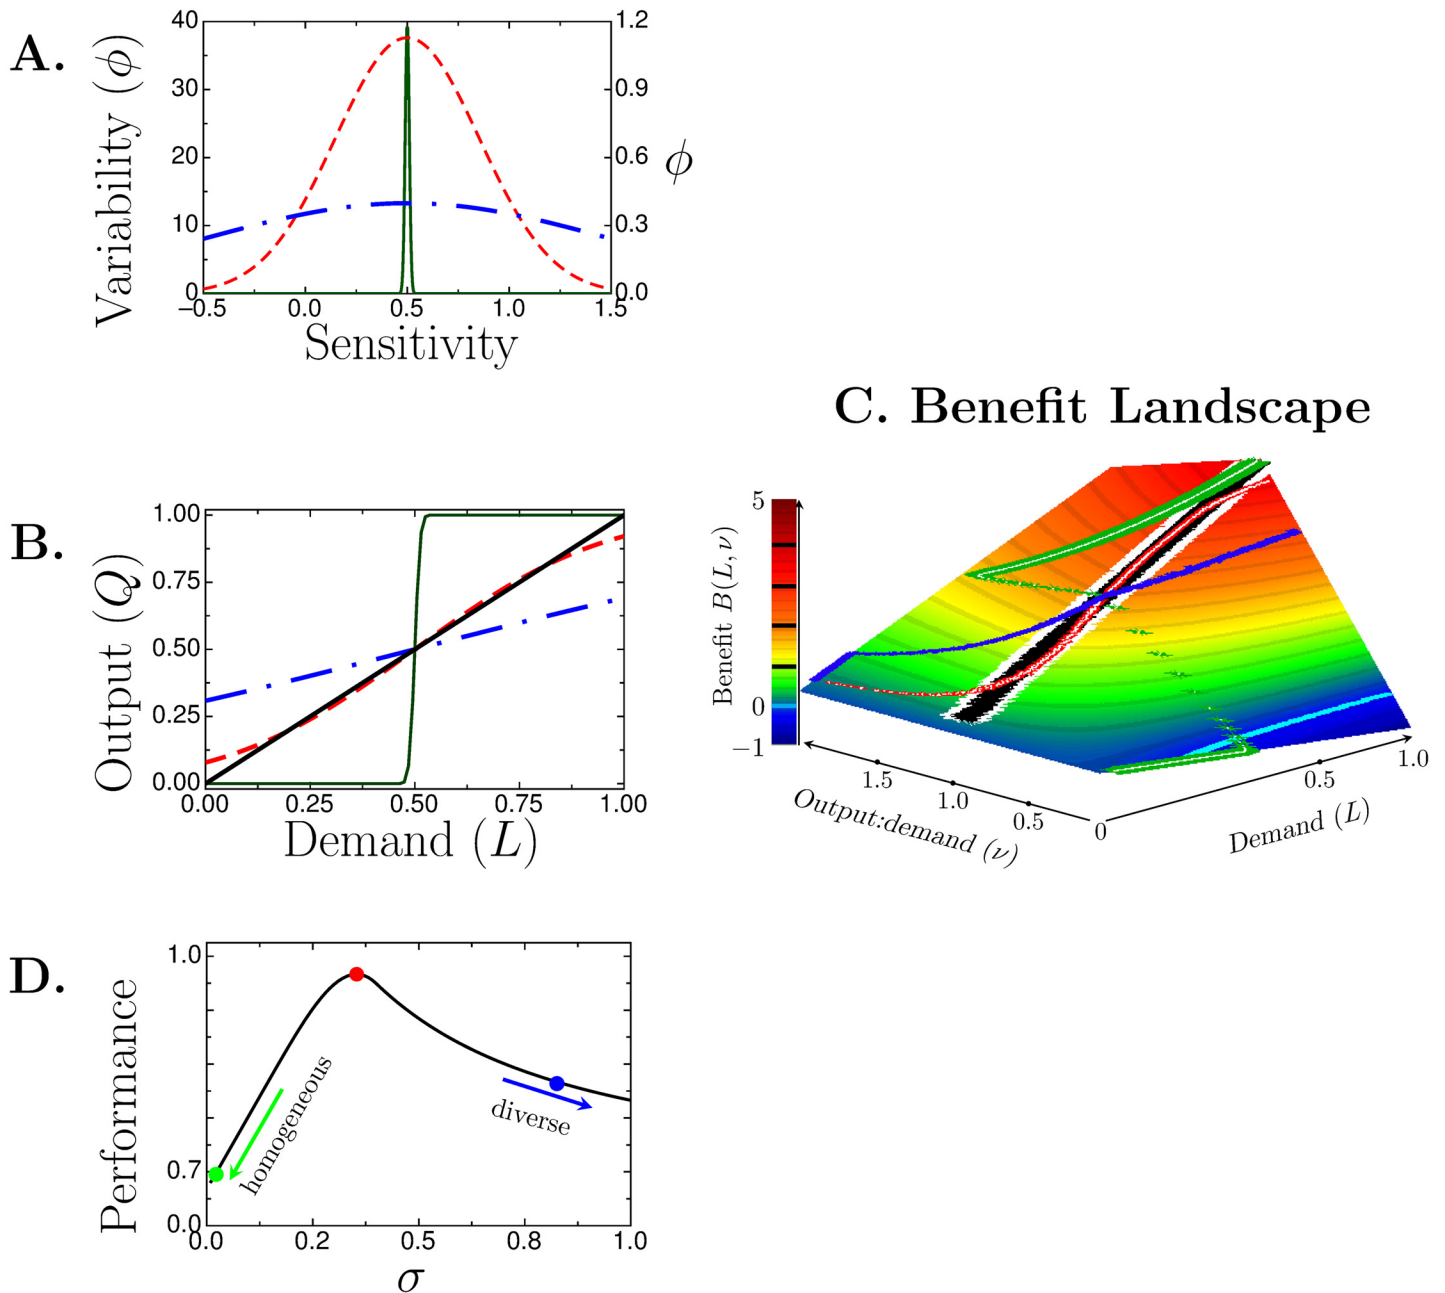 A.
Variability (ϕ)
40
30
20
10
0
1.2
0.9
0.6
0.3
0.0
ϕ
−0.5 0.0 0.5 1.0 1.5
Sensitivity
B.
Output (Q)
1.00
0.75
0.50
0.25
0.00
0.00 0.25 0.50 0.75 1.00
Demand (L)
C. Benefit Landscape
Benefit B(L, ν)
5
0
−1
1.5
1.0
0.5
0
Output:demand (ν)
0.5
1.0
Demand (L)
D.
Performance
1.0
0.7
0.0
homogeneous
diverse
0.0 0.2 0.5 0.8 1.0
σ